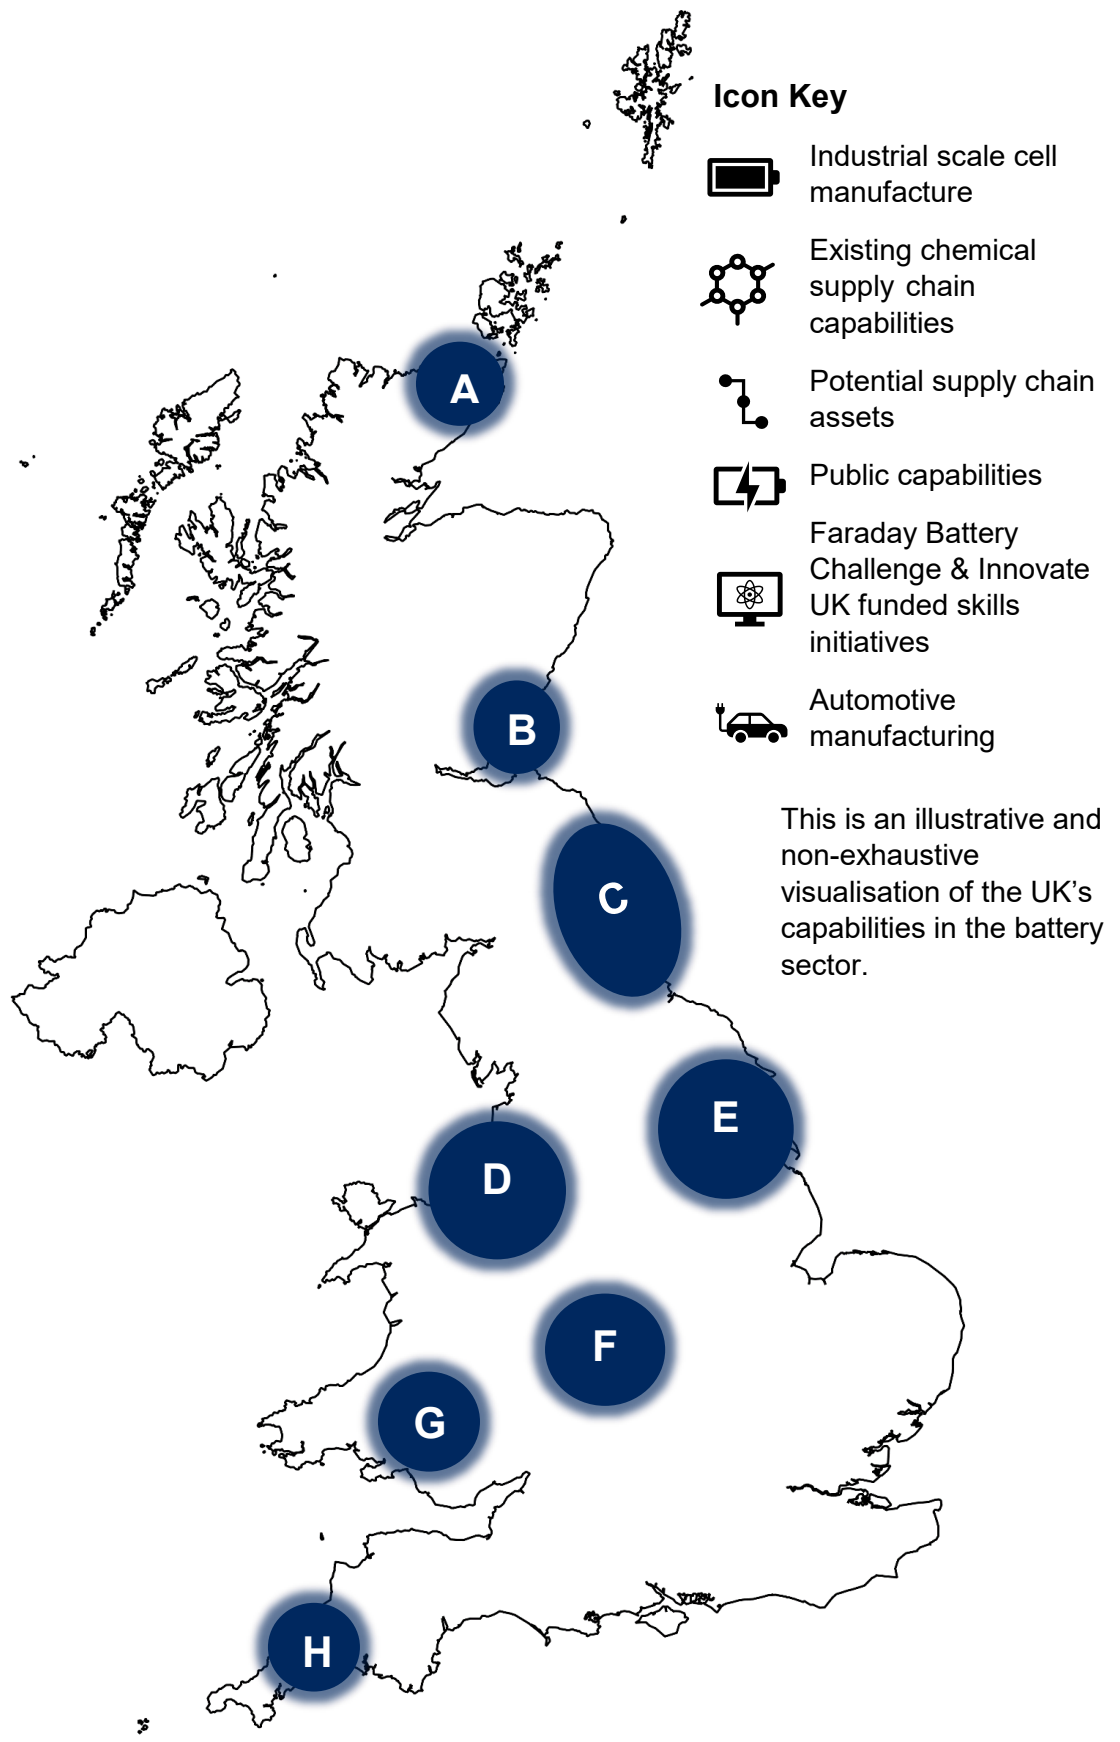 Icon Key
Industrial scale cell
manufacture
Existing chemical
supply chain
capabilities
Potential supply chain
assets
Public capabilities
Faraday Battery
Challenge & Innovate
UK funded skills
initiatives
Automotive
manufacturing
This is an illustrative and
non-exhaustive
visualisation of the UK’s
capabilities in the battery
sector.
A
B
C
D
E
F
G
H